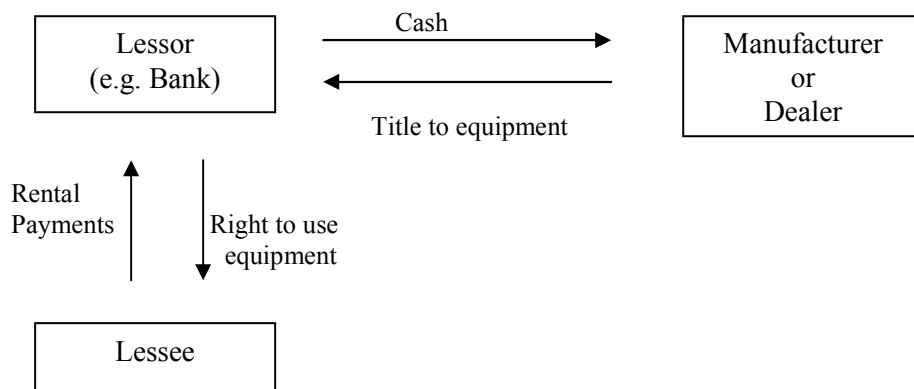 Lessor
(e.g. Bank)
Cash
Title to equipment
Manufacturer
or
Dealer
Rental
Payments
Right to use
equipment
Lessee